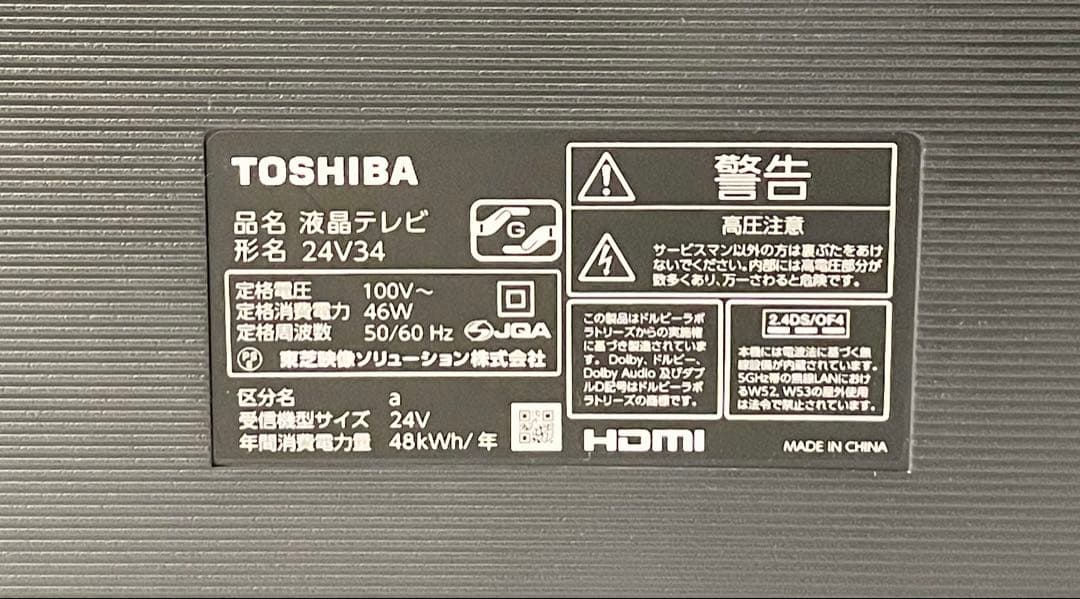 TOSHIBA
品名 液晶テレビ
形名 24V34
G
定格電圧 100V～
定格消費電力 46W
定格周波数 50/60 Hz
JQA
東芝映像ソリューション株式会社
区分名 a
受信機型サイズ 24V
年間消費電力量 48kWh/年
警告
高圧注意
サービスマン以外の方は裏ぶたをあけ
ないでください。内部には高電圧部分が
数多くあり、万一さわると危険です。
この製品はドルビーラボ
ラトリーズからの実施権
に基づき製造されていま
す。Dolby、ドルビー、
Dolby Audio 及びダブ
ルD記号はドルビーラボ
ラトリーズの商標です。
2.4DS/OF4
本機には電波法に基づく無
線設備が内蔵されています。
5GHz帯の無線LANにおけ
るW52、W53の屋外使用
は法令で禁止されています。
HDMI
MADE IN CHINA